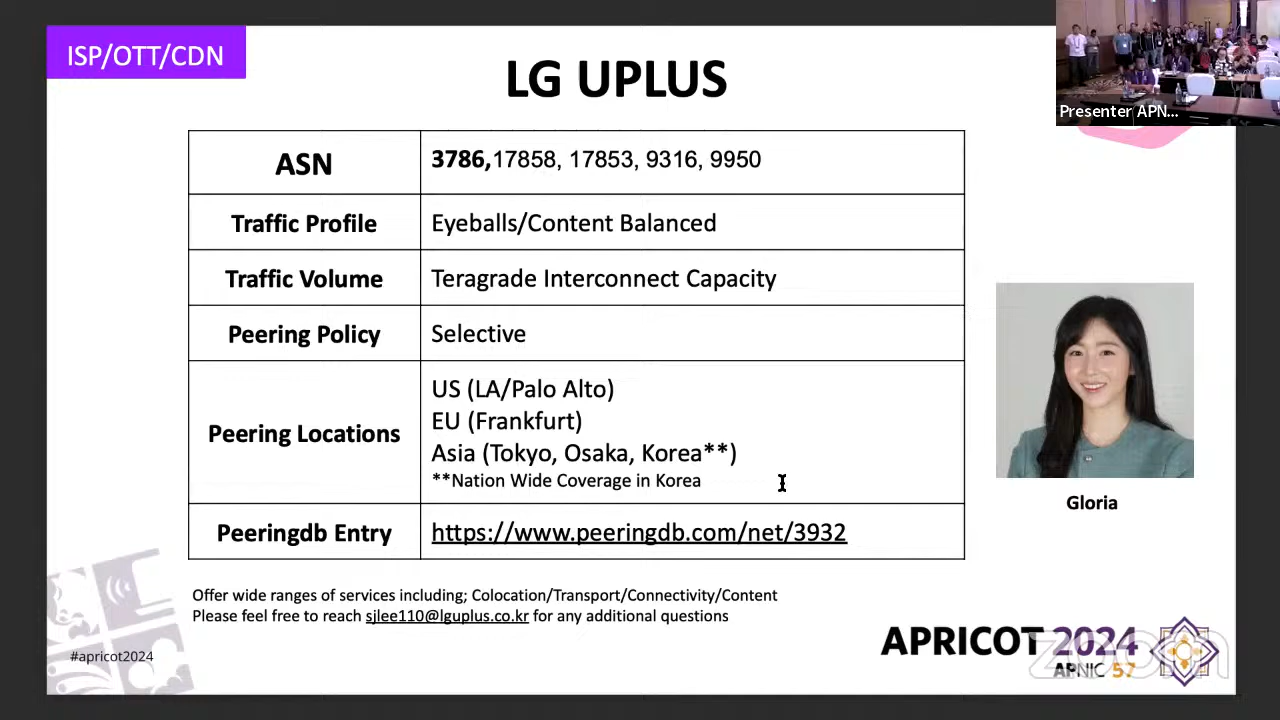 ISP/OTT/CDN
LG UPLUS
Presenter APN...
ASN
3786,17858, 17853, 9316, 9950
Traffic Profile
Eyeballs/Content Balanced
Traffic Volume
Teragrade Interconnect Capacity
Peering Policy
Selective
Peering Locations
US (LA/Palo Alto)
EU (Frankfurt)
Asia (Tokyo, Osaka, Korea**)
**Nation Wide Coverage in Korea
Peeringdb Entry
https://www.peeringdb.com/net/3932
Gloria
Offer wide ranges of services including; Colocation/Transport/Connectivity/Content
Please feel free to reach sjlee110@lguplus.co.kr for any additional questions
#apricot2024
APRICOT 2024
APNIC 57
zoom